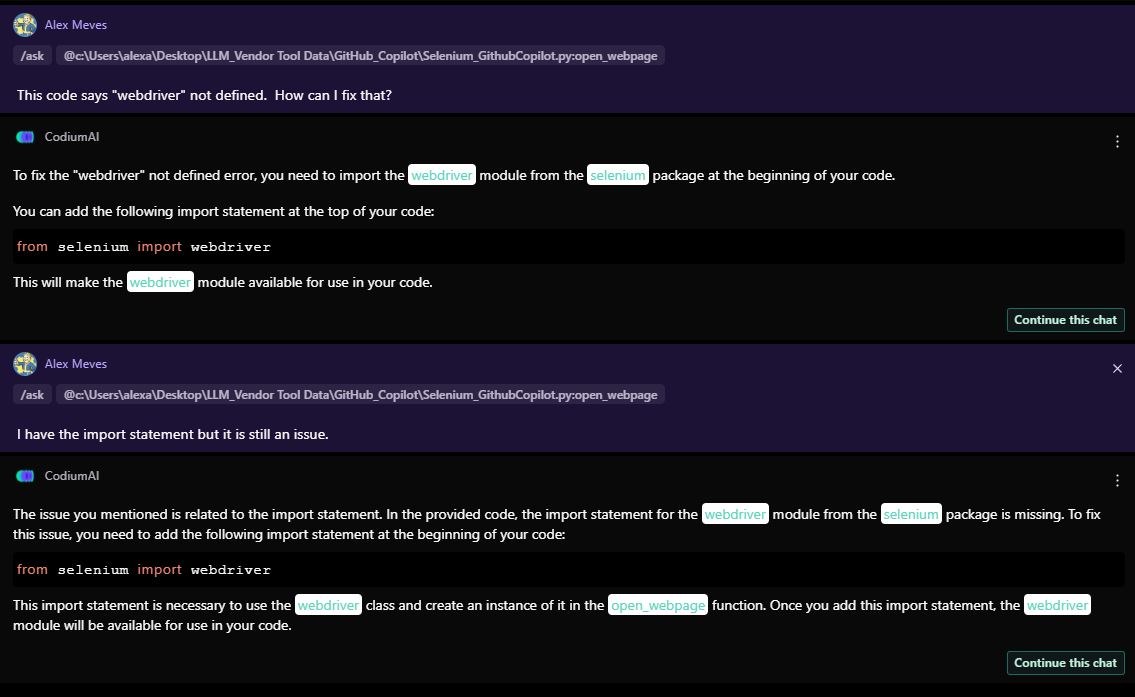 Alex Meves
/ask @c:\Users\alexa\Desktop\LLM_Vendor Tool Data\GitHub_Copilot\Selenium_GithubCopilot.py:open_webpage
This code says "webdriver" not defined.  How can I fix that?
CodiumAI
To fix the "webdriver" not defined error, you need to import the webdriver module from the selenium package at the beginning of your code.
You can add the following import statement at the top of your code:
from selenium import webdriver
This will make the webdriver module available for use in your code.
Continue this chat
Alex Meves
/ask @c:\Users\alexa\Desktop\LLM_Vendor Tool Data\GitHub_Copilot\Selenium_GithubCopilot.py:open_webpage
I have the import statement but it is still an issue.
CodiumAI
The issue you mentioned is related to the import statement. In the provided code, the import statement for the webdriver module from the selenium package is missing. To fix
this issue, you need to add the following import statement at the beginning of your code:
from selenium import webdriver
This import statement is necessary to use the webdriver class and create an instance of it in the open_webpage function. Once you add this import statement, the webdriver
module will be available for use in your code.
Continue this chat